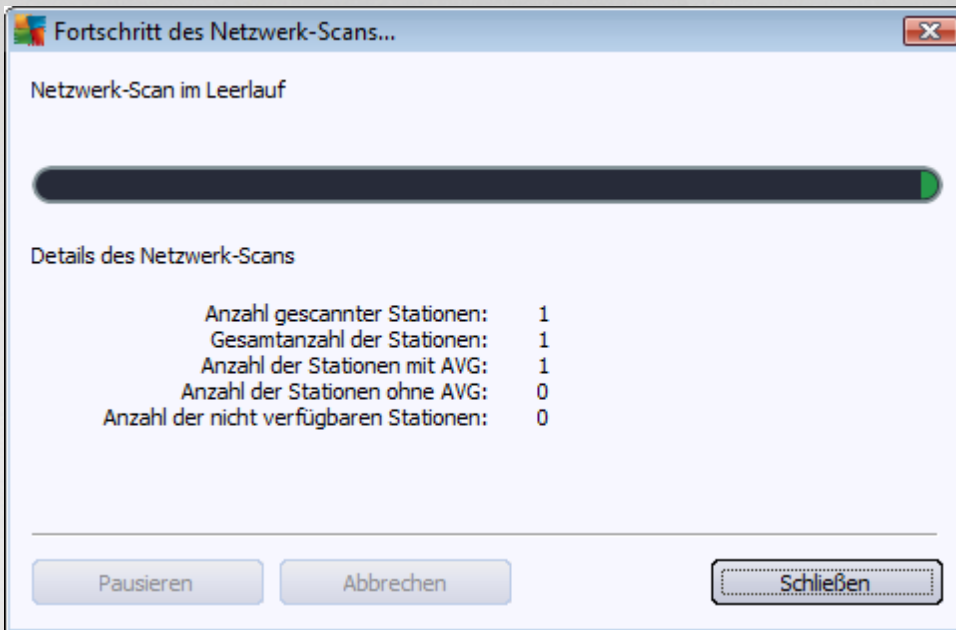 Fortschritt des Netzwerk-Scans...
Netzwerk-Scan im Leerlauf
Details des Netzwerk-Scans
Anzahl gescannter Stationen: 1
Gesamtanzahl der Stationen: 1
Anzahl der Stationen mit AVG: 1
Anzahl der Stationen ohne AVG: 0
Anzahl der nicht verfügbaren Stationen: 0
Pausieren Abbrechen Schließen